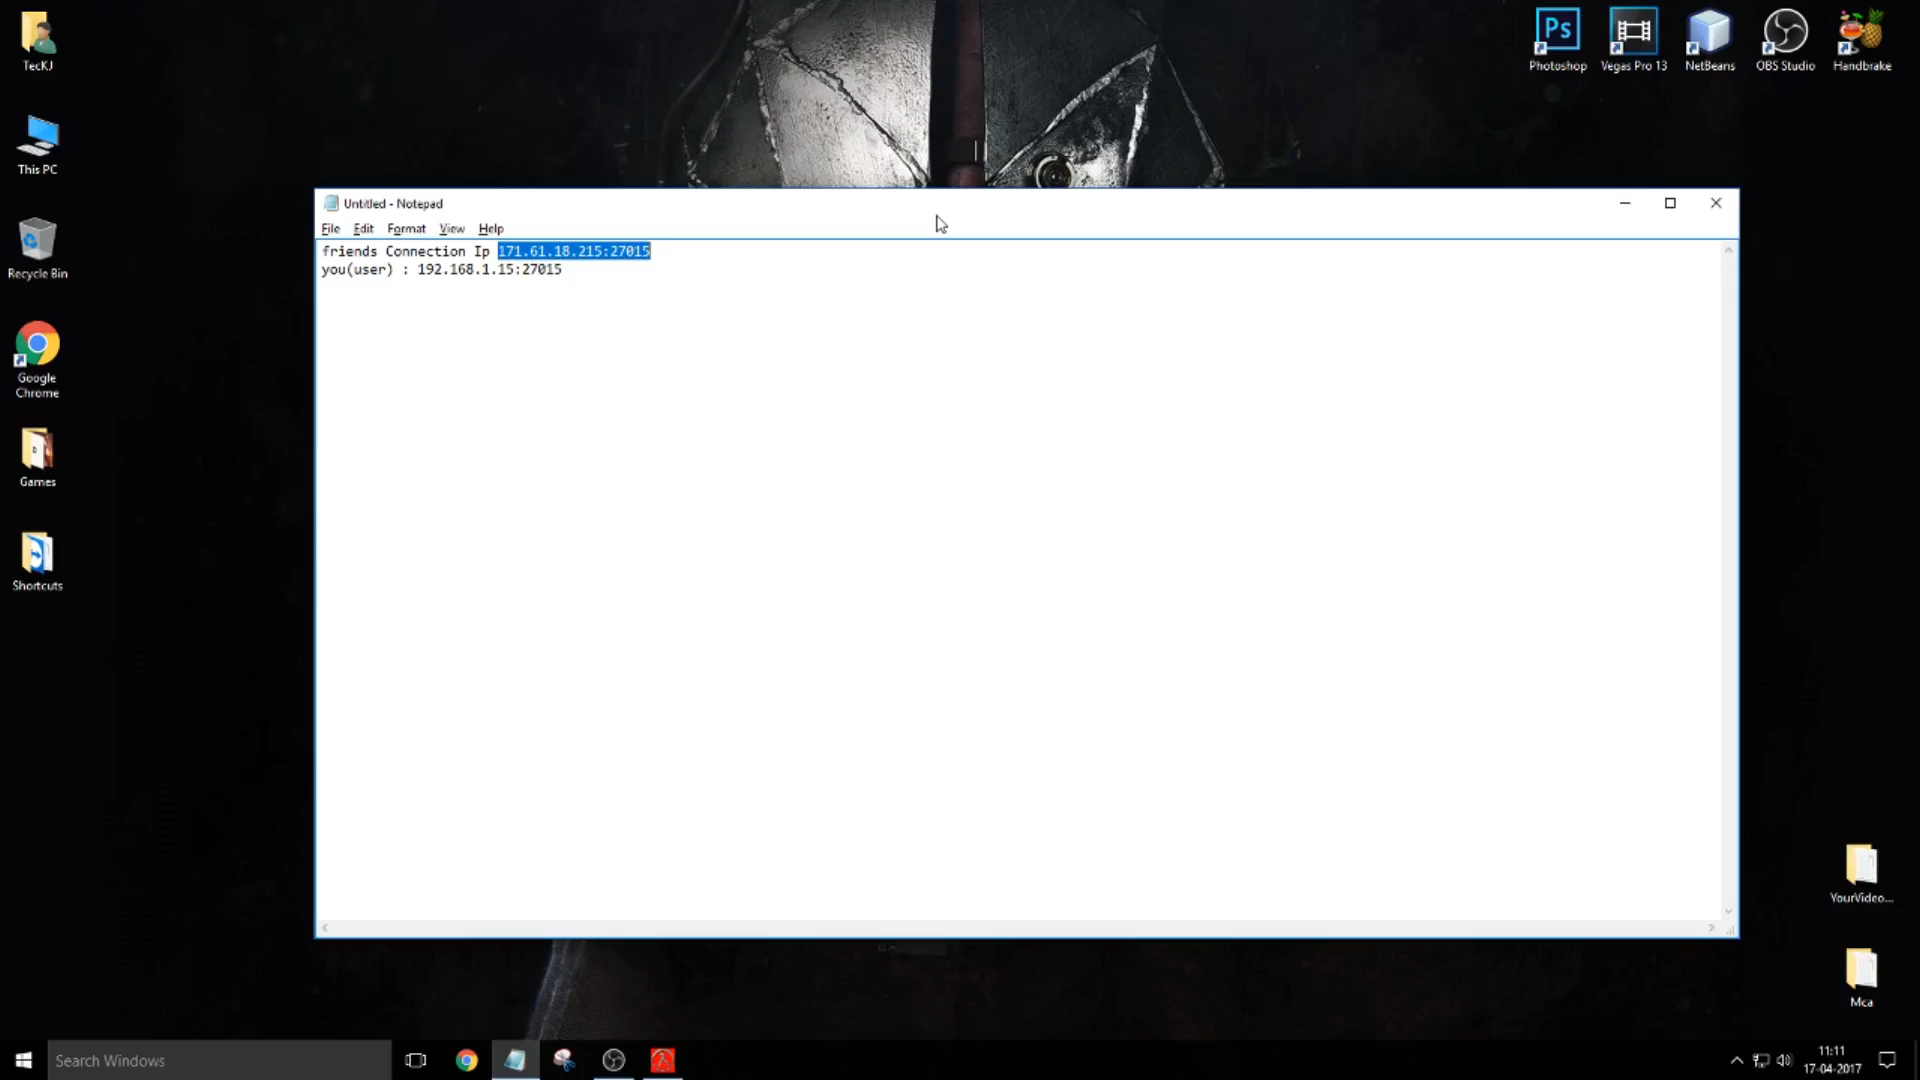 TecKJ
This PC
Recycle Bin
Google
Chrome
Games
Shortcuts
Ps
Photoshop
Vegas Pro 13
NetBeans
OBS Studio
Handbrake
Untitled - Notepad
File Edit Format View Help
friends Connection Ip 171.61.18.215:27015
you(user) : 192.168.1.15:27015
YourVideo...
Mca
Search Windows
11:11
17-04-2017